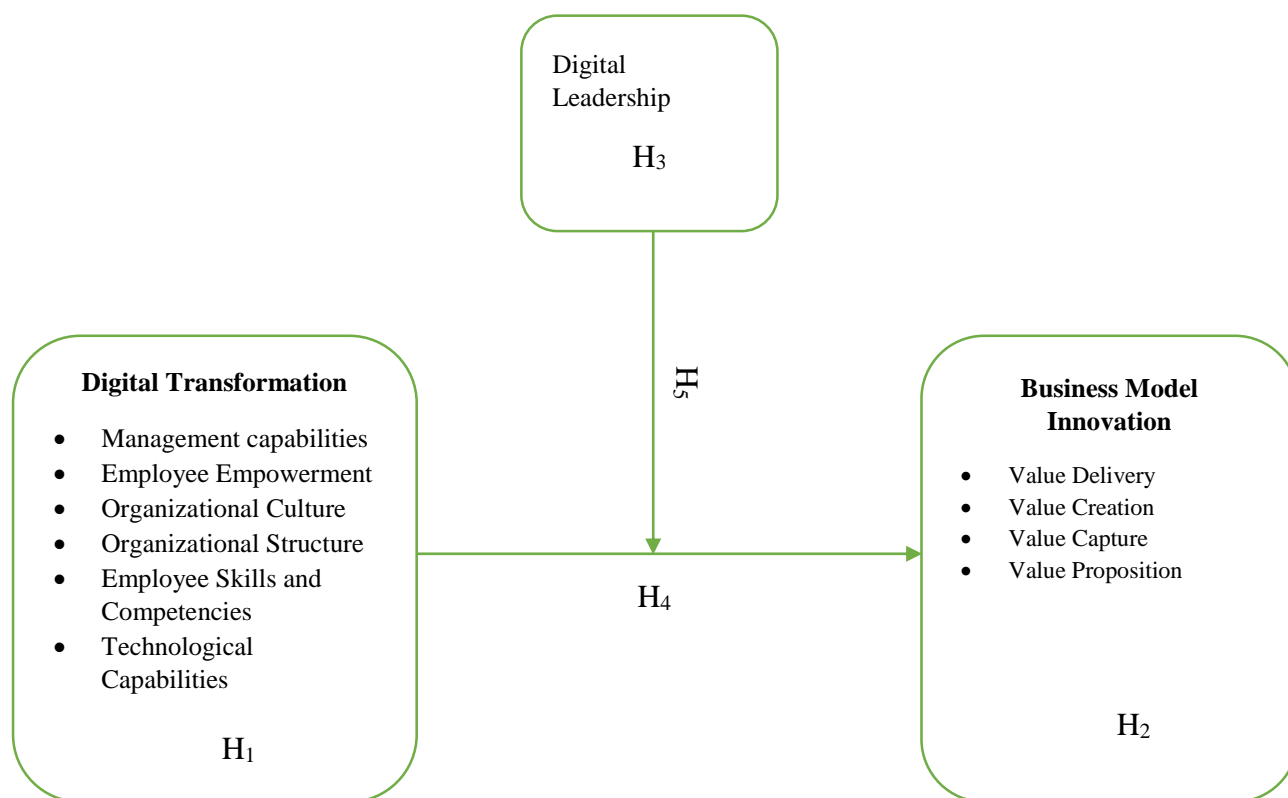 Digital
Leadership
H₃
H₅
Digital Transformation
• Management capabilities
• Employee Empowerment
• Organizational Culture
• Organizational Structure
• Employee Skills and
Competencies
• Technological
Capabilities
H₁
H₄
Business Model
Innovation
• Value Delivery
• Value Creation
• Value Capture
• Value Proposition
H₂